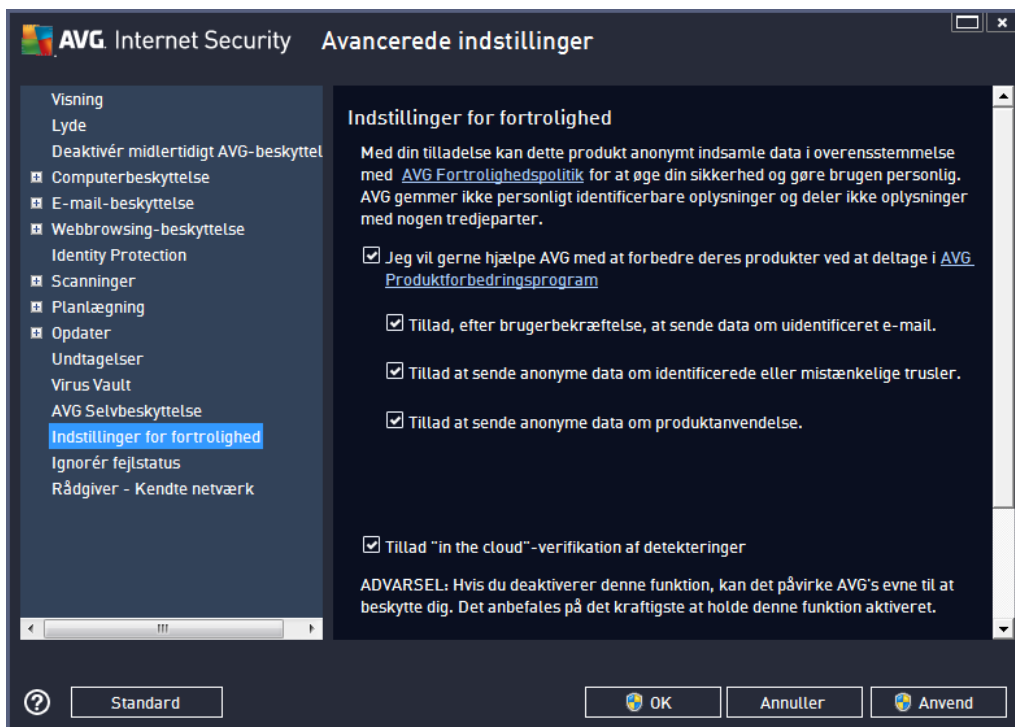 AVG. Internet Security
Avancerede indstillinger
Visning
Lyde
Deaktivér midlertidigt AVG-beskyttel
Computerbeskyttelse
E-mail-beskyttelse
Webbrowsing-beskyttelse
Identity Protection
Scanninger
Planlægning
Opdater
Undtagelser
Virus Vault
AVG Selvbeskyttelse
Indstillinger for fortrolighed
Ignorér fejlstatus
Rådgiver - Kendte netværk
Indstillinger for fortrolighed
Med din tilladelse kan dette produkt anonymt indsamle data i overensstemmelse
med AVG Fortrolighedspolitik for at øge din sikkerhed og gøre brugen personlig.
AVG gemmer ikke personligt identificerbare oplysninger og deler ikke oplysninger
med nogen tredjeparter.
Jeg vil gerne hjælpe AVG med at forbedre deres produkter ved at deltage i AVG
Produktforbedringsprogram
Tillad, efter brugerbekræftelse, at sende data om uidentificeret e-mail.
Tillad at sende anonyme data om identificerede eller mistænkelige trusler.
Tillad at sende anonyme data om produktanvendelse.
Tillad "in the cloud"-verifikation af detekteringer
ADVARSEL: Hvis du deaktiverer denne funktion, kan det påvirke AVG's evne til at
beskytte dig. Det anbefales på det kraftigste at holde denne funktion aktiveret.
Standard
OK
Annuller
Anvend